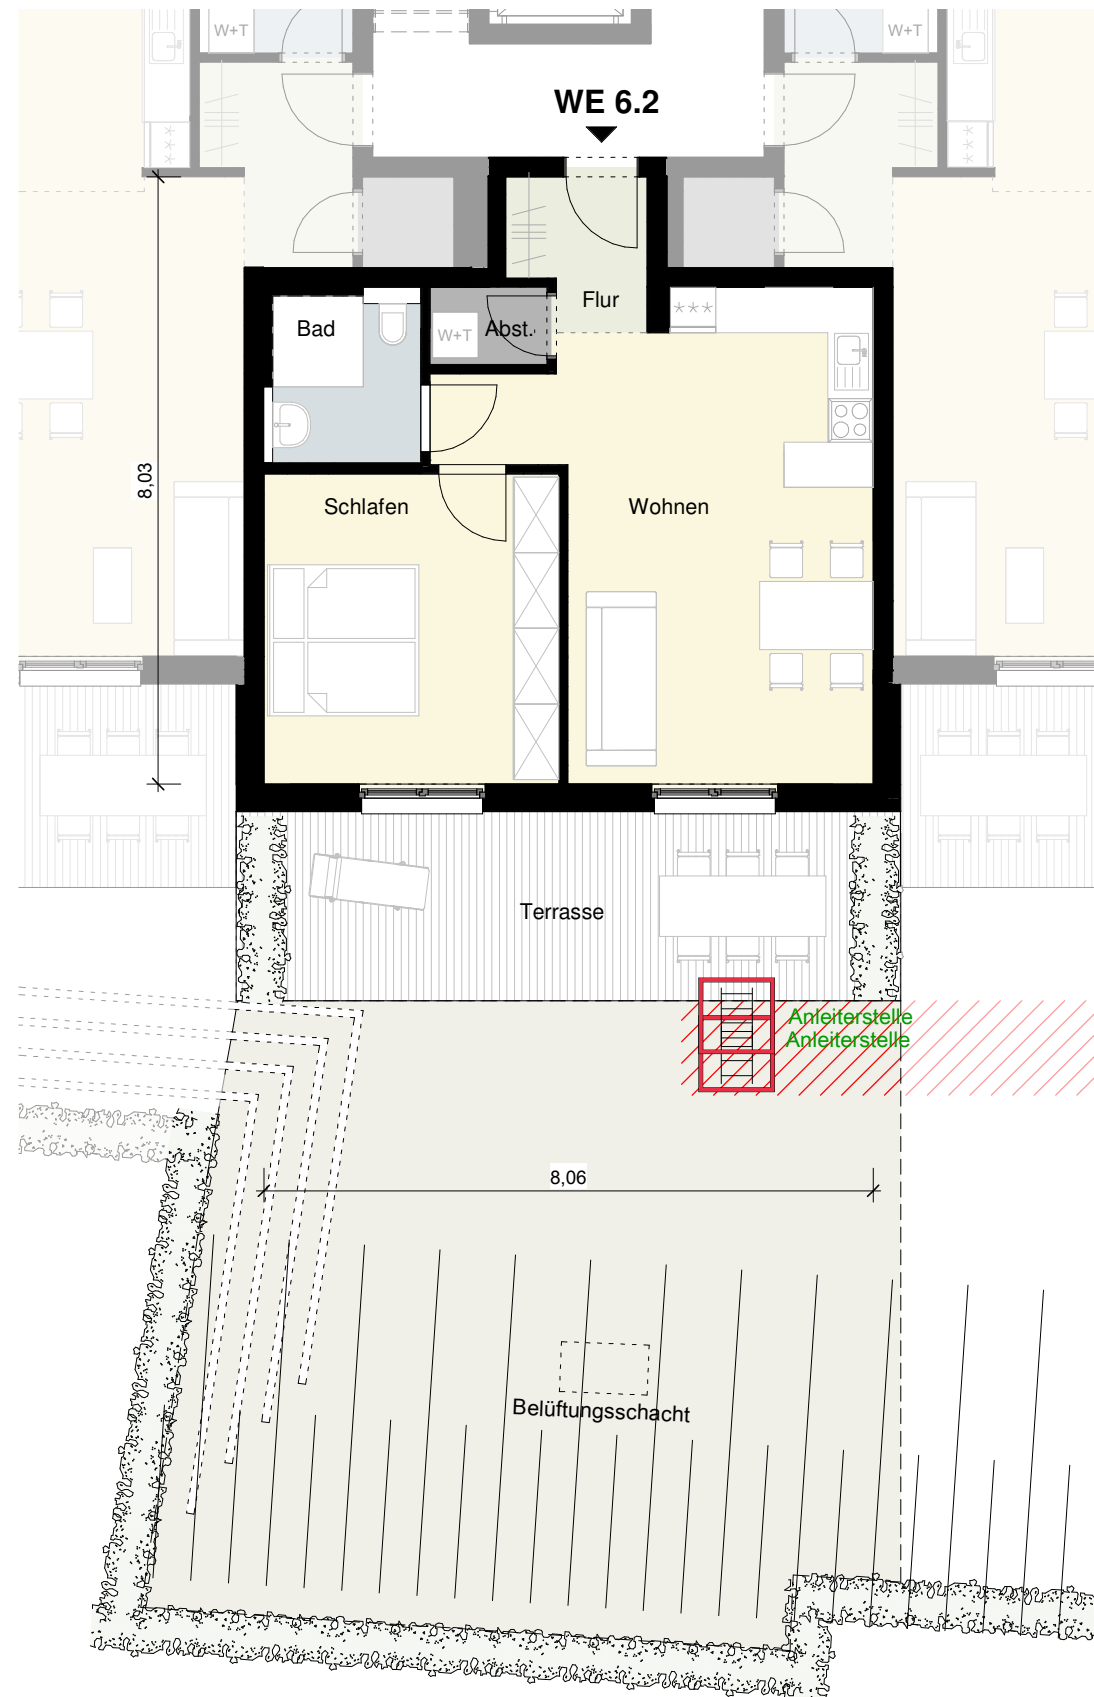 W+T
W+T
WE 6.2
Flur
Bad
W+T
Abst.
8,03
Schlafen
Wohnen
Terrasse
Anleiterstelle
Anleiterstelle
8,06
Belüftungsschacht